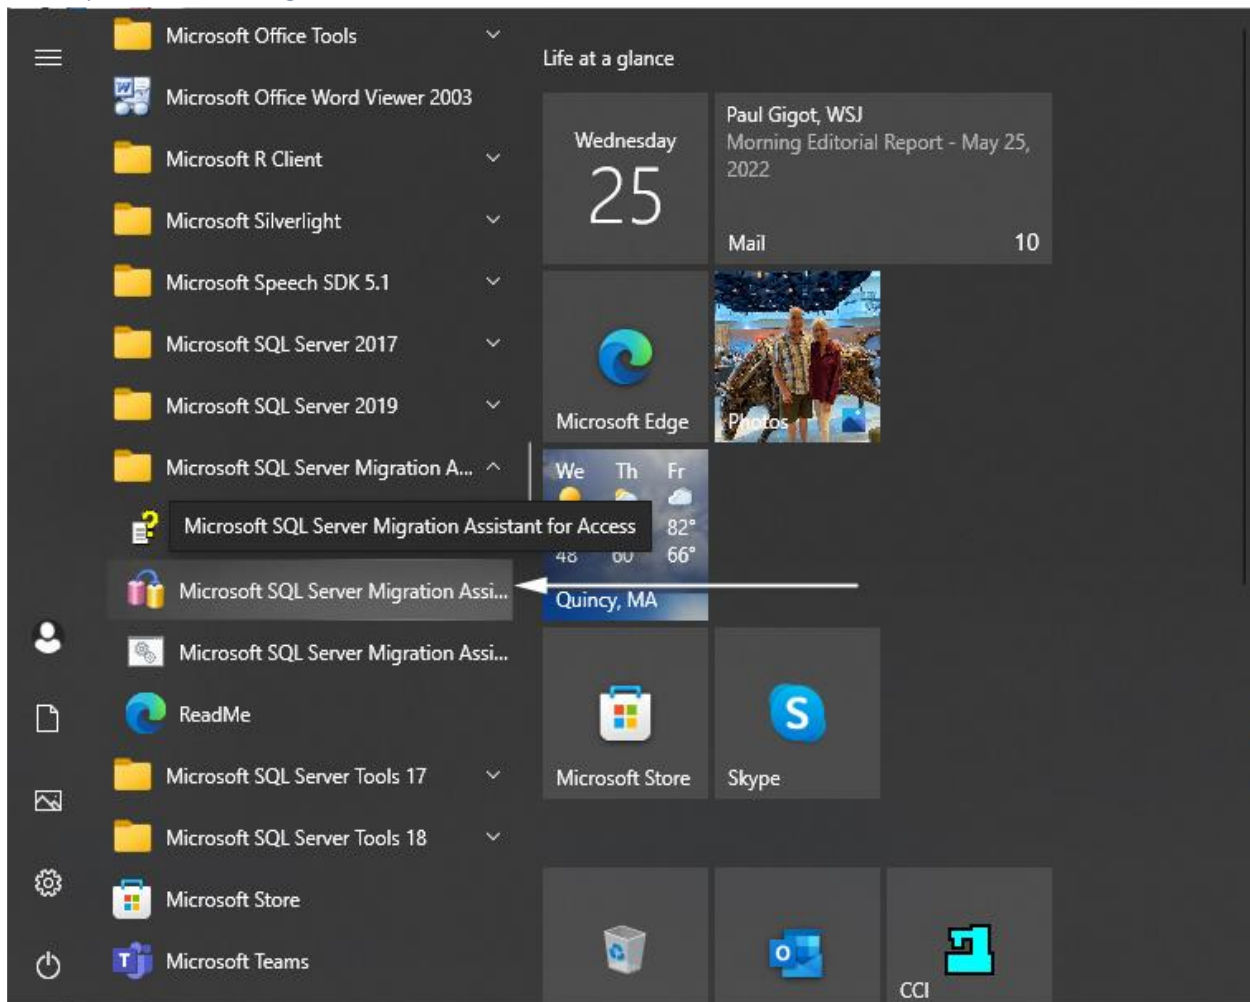 Microsoft Office Tools
Microsoft Office Word Viewer 2003
Microsoft R Client
Microsoft Silverlight
Microsoft Speech SDK 5.1
Microsoft SQL Server 2017
Microsoft SQL Server 2019
Microsoft SQL Server Migration A...
Microsoft SQL Server Migration Assistant for Access
Microsoft SQL Server Migration Assi...
Microsoft SQL Server Migration Assi...
ReadMe
Microsoft SQL Server Tools 17
Microsoft SQL Server Tools 18
Microsoft Store
Microsoft Teams
Life at a glance
Wednesday
25
Paul Gigot, WSJ
Morning Editorial Report - May 25,
2022
Mail 10
Microsoft Edge
Photos
We Th Fr
82°
48 60 66°
Quincy, MA
Microsoft Store
Skype
CCI